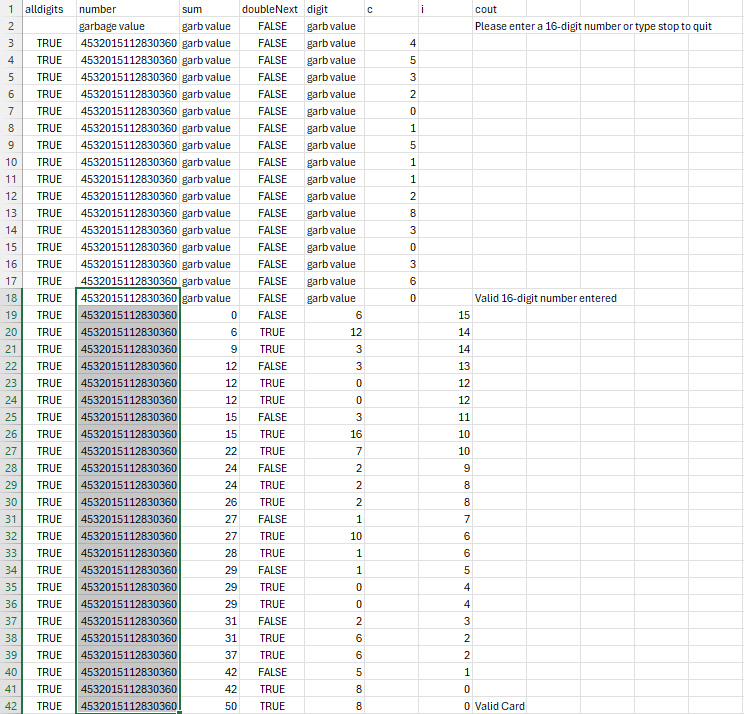 1 alldigits number sum doubleNext digit c i cout
2 garbage value garb value FALSE garb value Please enter a 16-digit number or type stop to quit
3 TRUE 4532015112830360 garb value FALSE garb value 4
4 TRUE 4532015112830360 garb value FALSE garb value 5
5 TRUE 4532015112830360 garb value FALSE garb value 3
6 TRUE 4532015112830360 garb value FALSE garb value 2
7 TRUE 4532015112830360 garb value FALSE garb value 0
8 TRUE 4532015112830360 garb value FALSE garb value 1
9 TRUE 4532015112830360 garb value FALSE garb value 5
10 TRUE 4532015112830360 garb value FALSE garb value 1
11 TRUE 4532015112830360 garb value FALSE garb value 1
12 TRUE 4532015112830360 garb value FALSE garb value 2
13 TRUE 4532015112830360 garb value FALSE garb value 8
14 TRUE 4532015112830360 garb value FALSE garb value 3
15 TRUE 4532015112830360 garb value FALSE garb value 0
16 TRUE 4532015112830360 garb value FALSE garb value 3
17 TRUE 4532015112830360 garb value FALSE garb value 6
18 TRUE 4532015112830360 garb value FALSE garb value 0 Valid 16-digit number entered
19 TRUE 4532015112830360 0 FALSE 6 15
20 TRUE 4532015112830360 6 TRUE 12 14
21 TRUE 4532015112830360 9 TRUE 3 14
22 TRUE 4532015112830360 12 FALSE 3 13
23 TRUE 4532015112830360 12 TRUE 0 12
24 TRUE 4532015112830360 12 TRUE 0 12
25 TRUE 4532015112830360 15 FALSE 3 11
26 TRUE 4532015112830360 15 TRUE 16 10
27 TRUE 4532015112830360 22 TRUE 7 10
28 TRUE 4532015112830360 24 FALSE 2 9
29 TRUE 4532015112830360 24 TRUE 2 8
30 TRUE 4532015112830360 26 TRUE 2 8
31 TRUE 4532015112830360 27 FALSE 1 7
32 TRUE 4532015112830360 27 TRUE 10 6
33 TRUE 4532015112830360 28 TRUE 1 6
34 TRUE 4532015112830360 29 FALSE 1 5
35 TRUE 4532015112830360 29 TRUE 0 4
36 TRUE 4532015112830360 29 TRUE 0 4
37 TRUE 4532015112830360 31 FALSE 2 3
38 TRUE 4532015112830360 31 TRUE 6 2
39 TRUE 4532015112830360 37 TRUE 6 2
40 TRUE 4532015112830360 42 FALSE 5 1
41 TRUE 4532015112830360 42 TRUE 8 0
42 TRUE 4532015112830360 50 TRUE 8 0 Valid Card